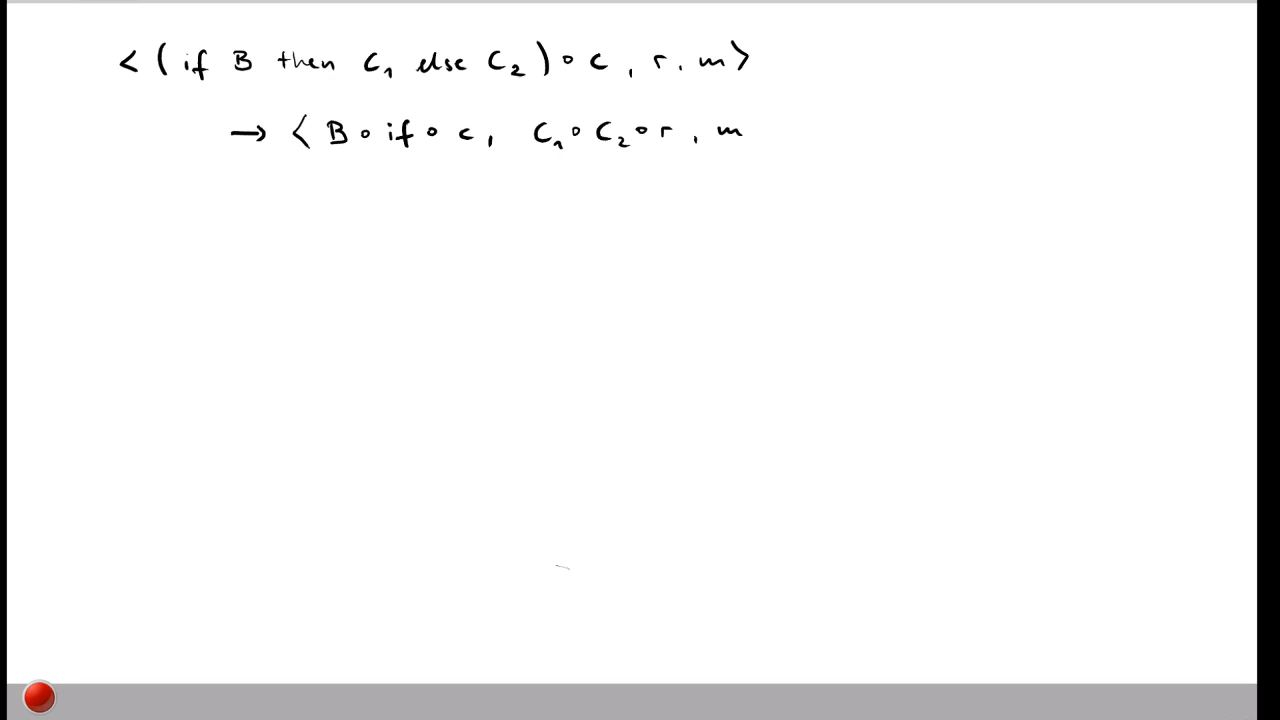 < ( if B then C₁ else C₂ ) ∘ c , r . m >
→ < B ∘ if ∘ c , C₁ ∘ C₂ ∘ r . m